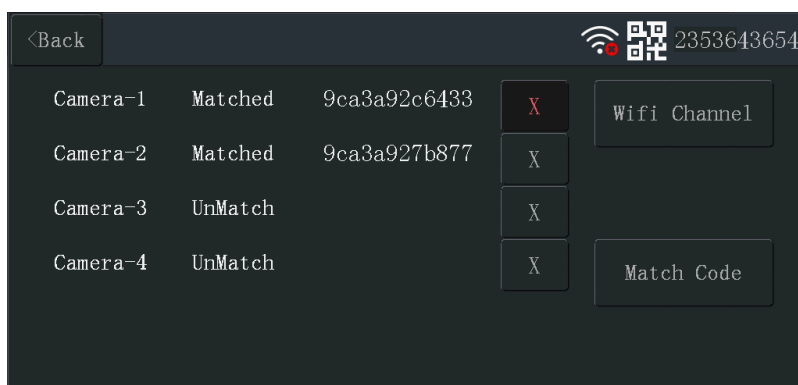 <Back 2353643654
Camera-1 Matched 9ca3a92c6433 X
Wifi Channel
Camera-2 Matched 9ca3a927b877 X
Camera-3 UnMatch X
Camera-4 UnMatch X
Match Code